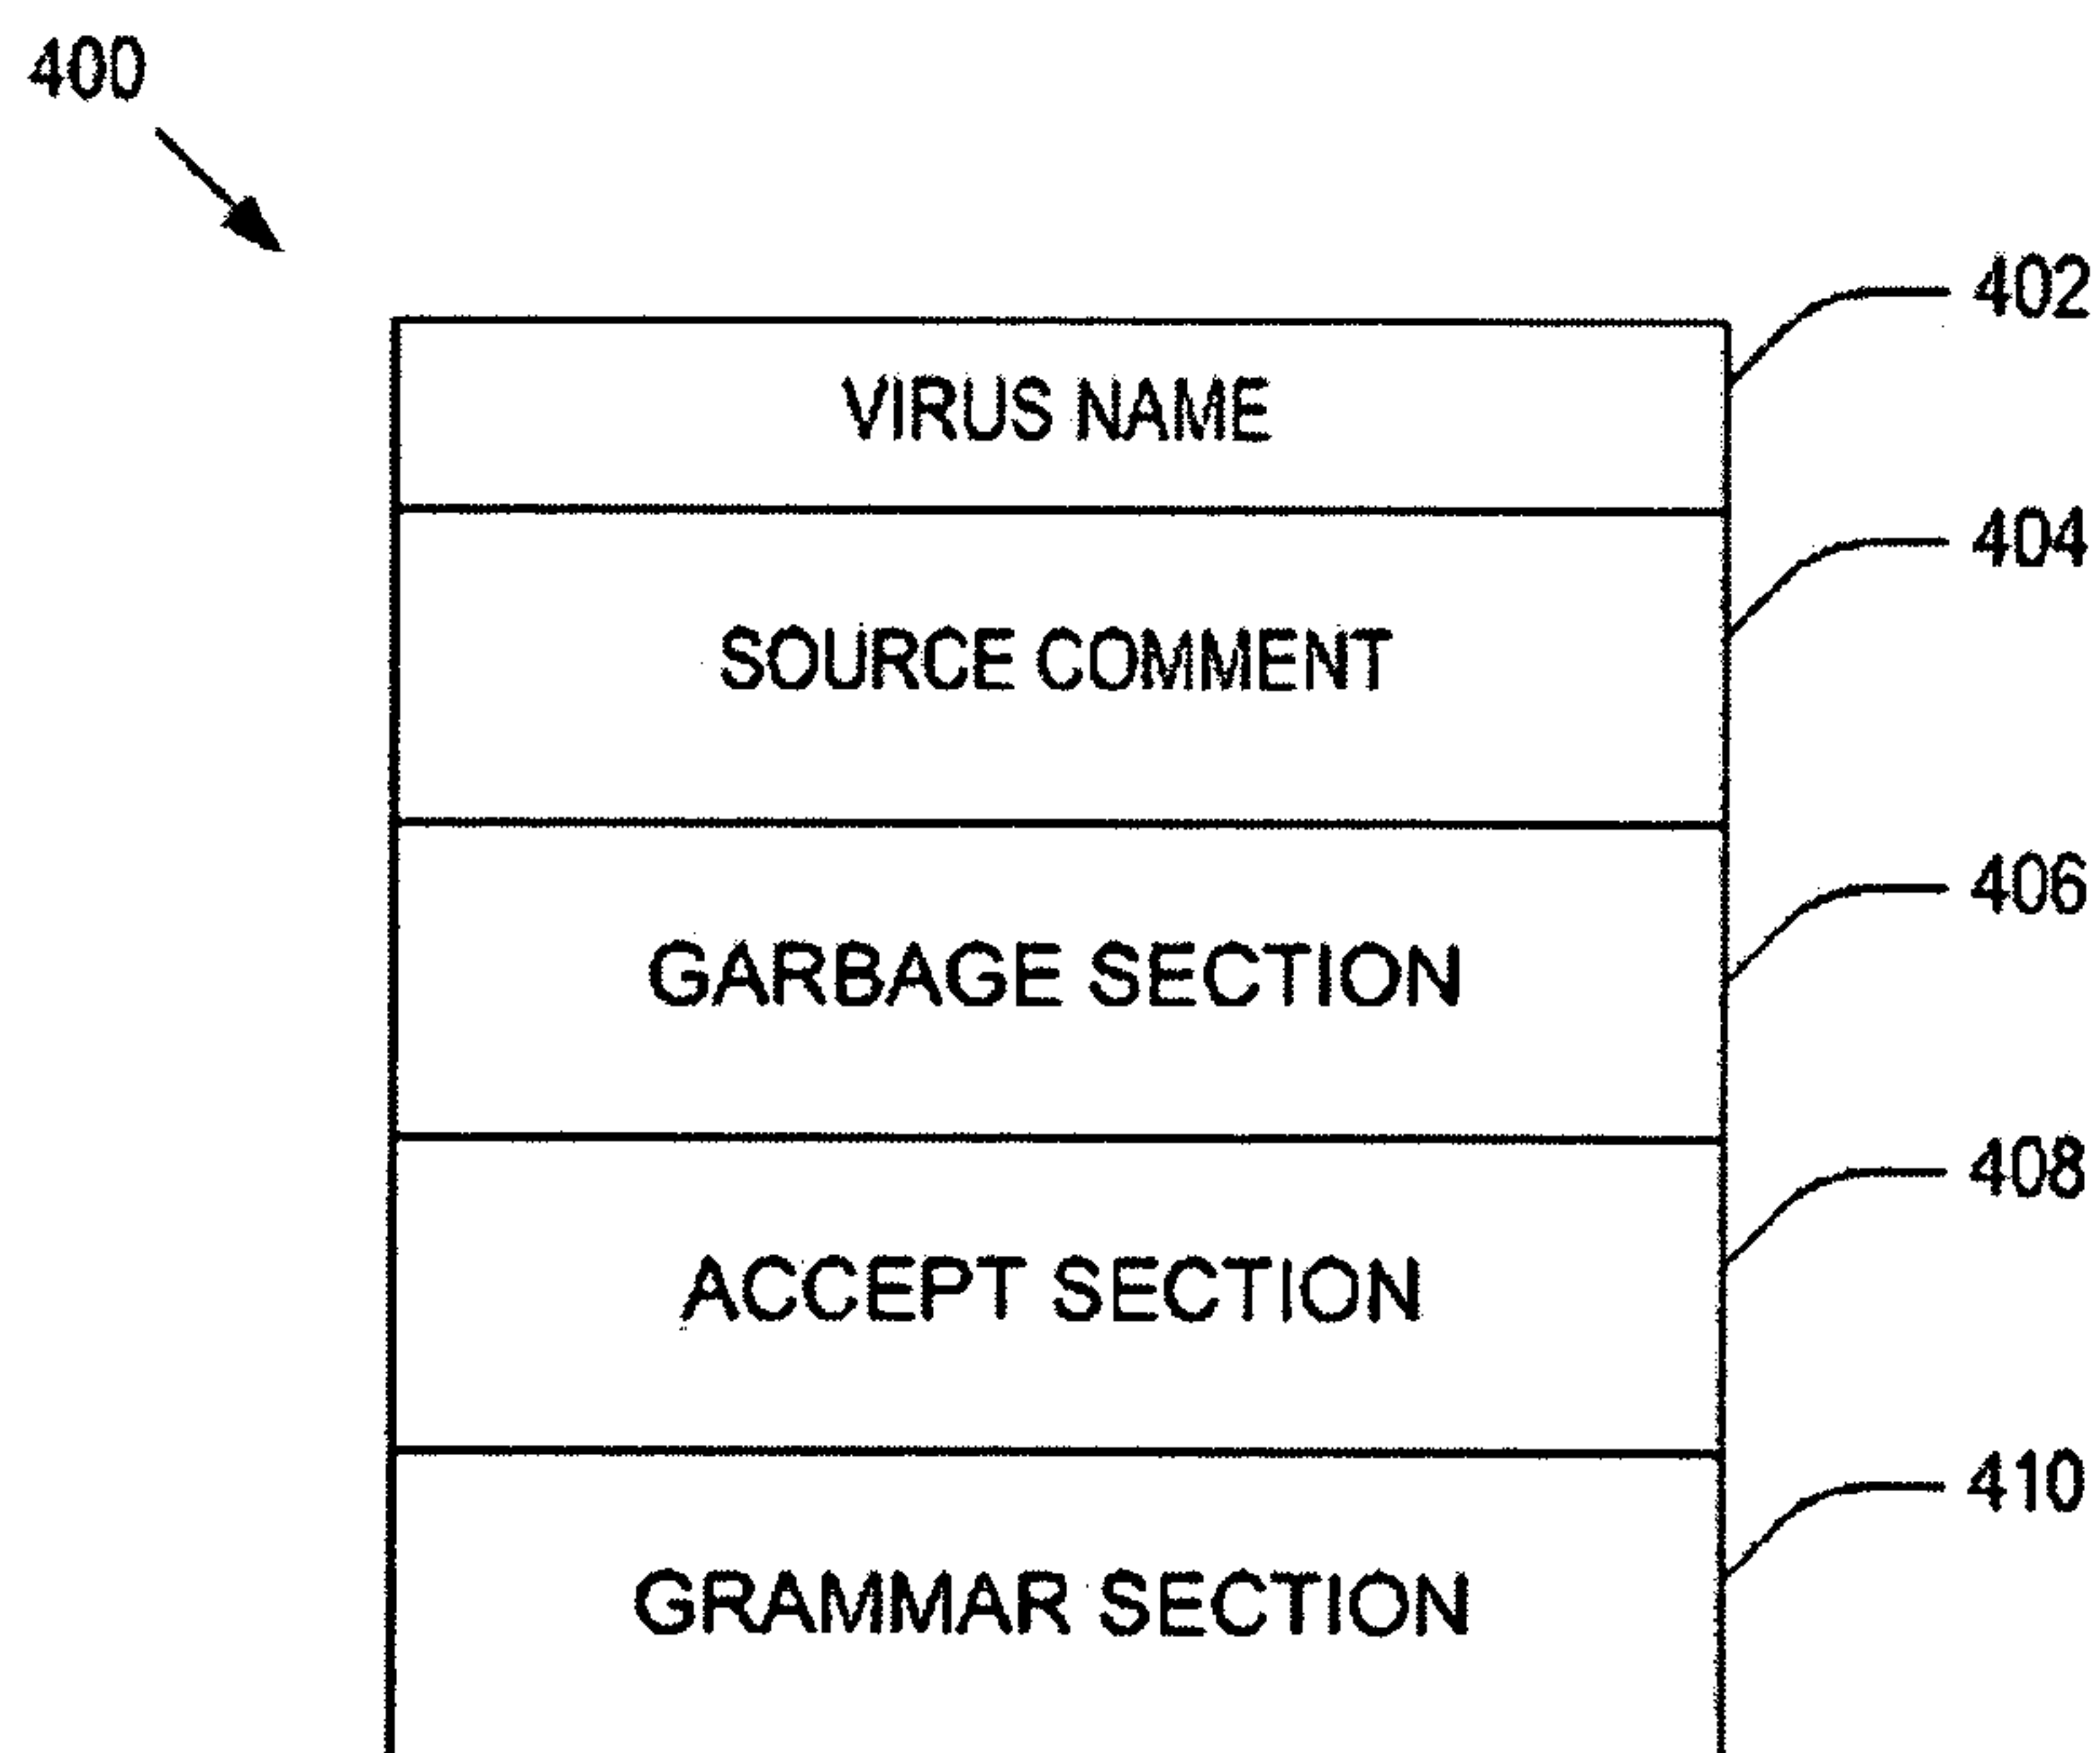 400
402
VIRUS NAME
404
SOURCE COMMENT
406
GARBAGE SECTION
408
ACCEPT SECTION
410
GRAMMAR SECTION